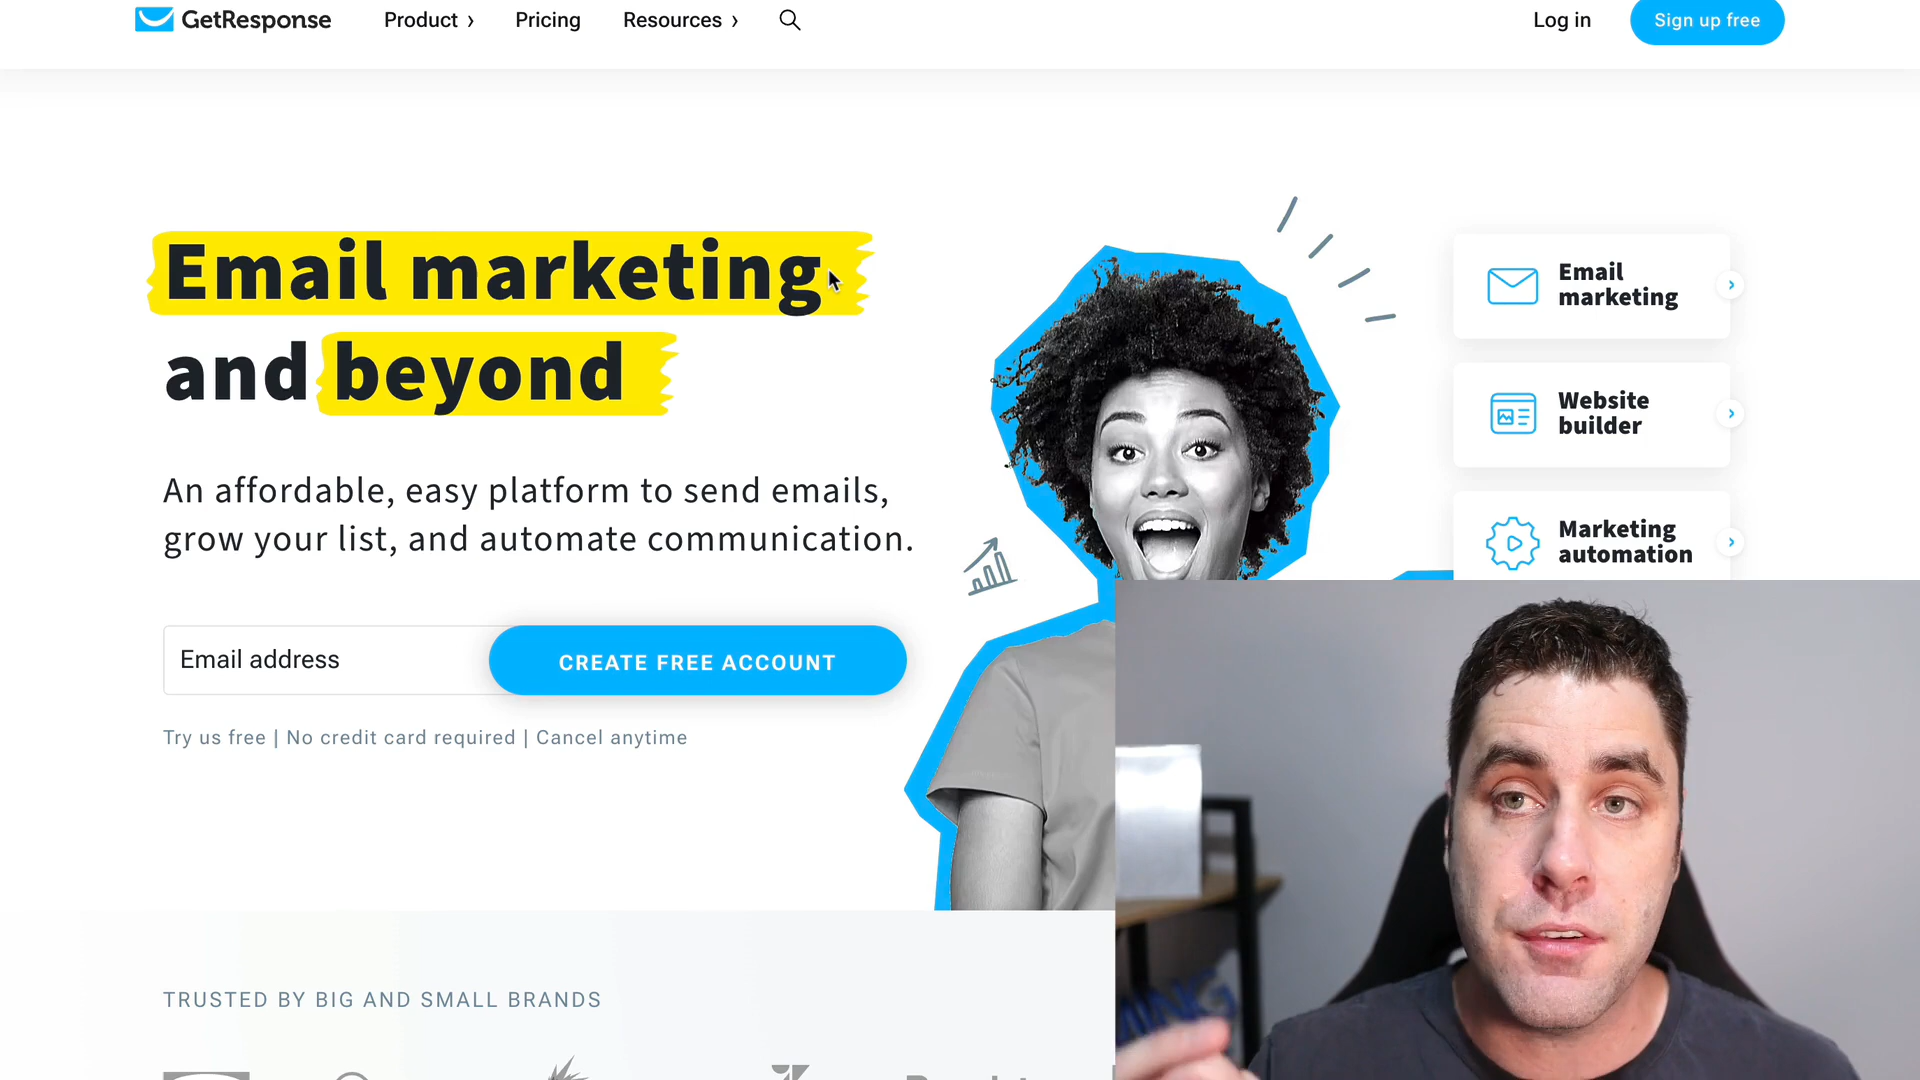 GetResponse
Product ›
Pricing
Resources ›
Log in
Sign up free
Email marketing
and beyond
An affordable, easy platform to send emails,
grow your list, and automate communication.
Email address
CREATE FREE ACCOUNT
Try us free | No credit card required | Cancel anytime
Email
marketing
Website
builder
Marketing
automation
TRUSTED BY BIG AND SMALL BRANDS